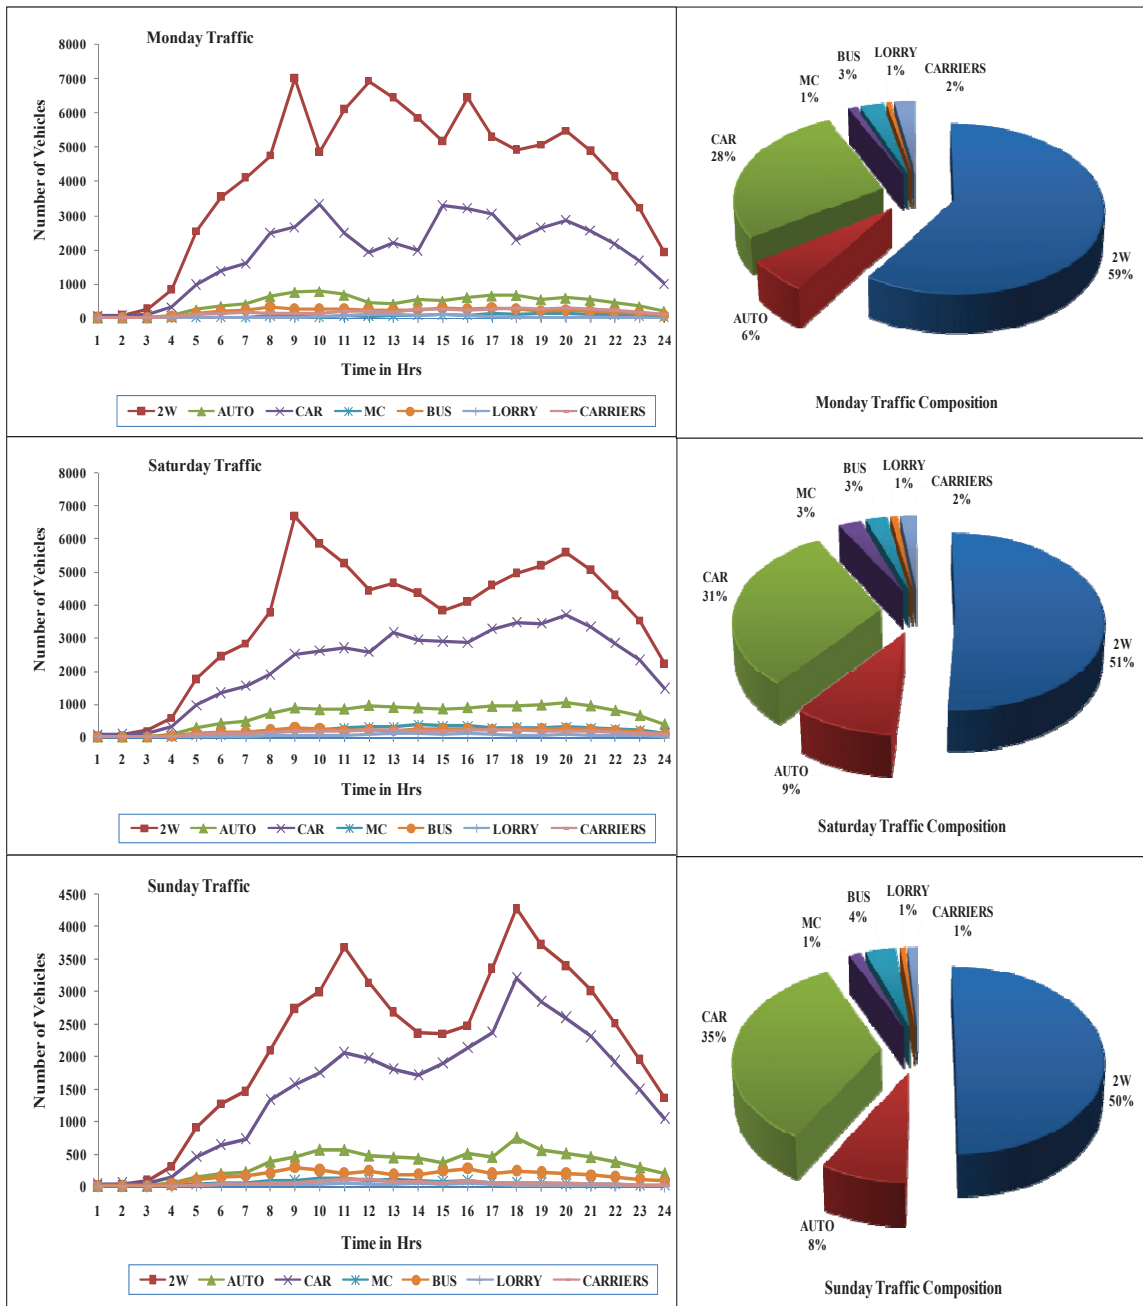 Monday Traffic
Number of Vehicles
8000
7000
6000
5000
4000
3000
2000
1000
0
1 2 3 4 5 6 7 8 9 10 11 12 13 14 15 16 17 18 19 20 21 22 23 24
Time in Hrs
2W AUTO CAR MC BUS LORRY CARRIERS
LORRY
1%
BUS
3%
CARRIERS
2%
MC
1%
CAR
28%
2W
59%
AUTO
6%
Monday Traffic Composition
Saturday Traffic
Number of Vehicles
8000
7000
6000
5000
4000
3000
2000
1000
0
1 2 3 4 5 6 7 8 9 10 11 12 13 14 15 16 17 18 19 20 21 22 23 24
Time in Hrs
2W AUTO CAR MC BUS LORRY CARRIERS
LORRY
1%
BUS
3%
CARRIERS
2%
MC
3%
CAR
31%
2W
51%
AUTO
9%
Saturday Traffic Composition
Sunday Traffic
Number of Vehicles
4500
4000
3500
3000
2500
2000
1500
1000
500
0
1 2 3 4 5 6 7 8 9 10 11 12 13 14 15 16 17 18 19 20 21 22 23 24
Time in Hrs
2W AUTO CAR MC BUS LORRY CARRIERS
LORRY
1%
BUS
4%
CARRIERS
1%
MC
1%
CAR
35%
2W
50%
AUTO
8%
Sunday Traffic Composition